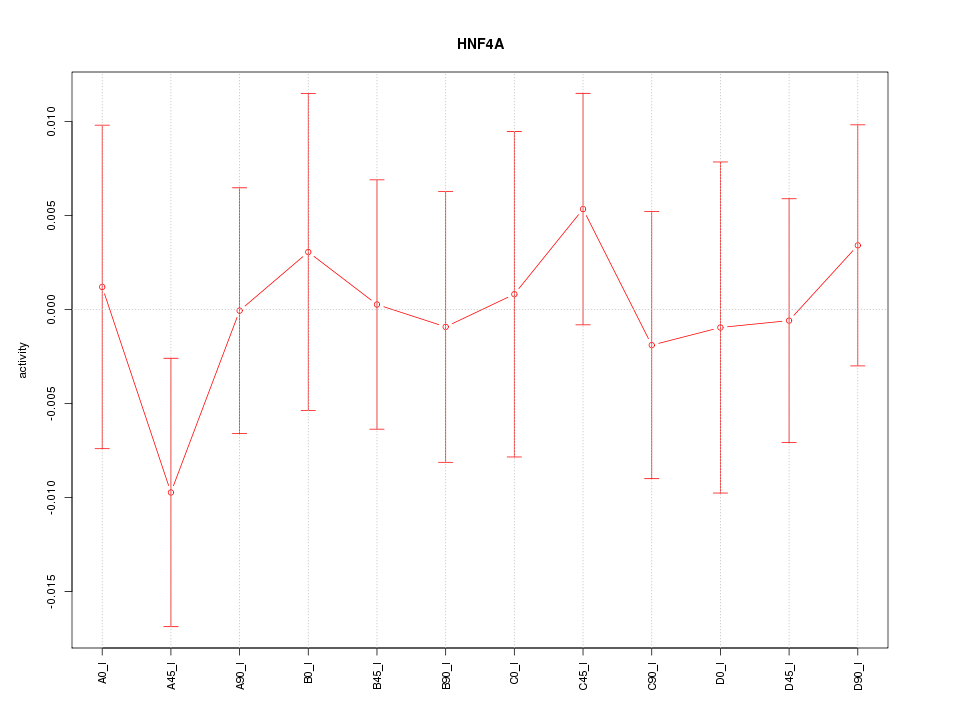 HNF4A
activity
0.010
0.005
0.000
-0.005
-0.010
-0.015
A0_I
A45_I
A90_I
B0_I
B45_I
B90_I
C0_I
C45_I
C90_I
D0_I
D45_I
D90_I